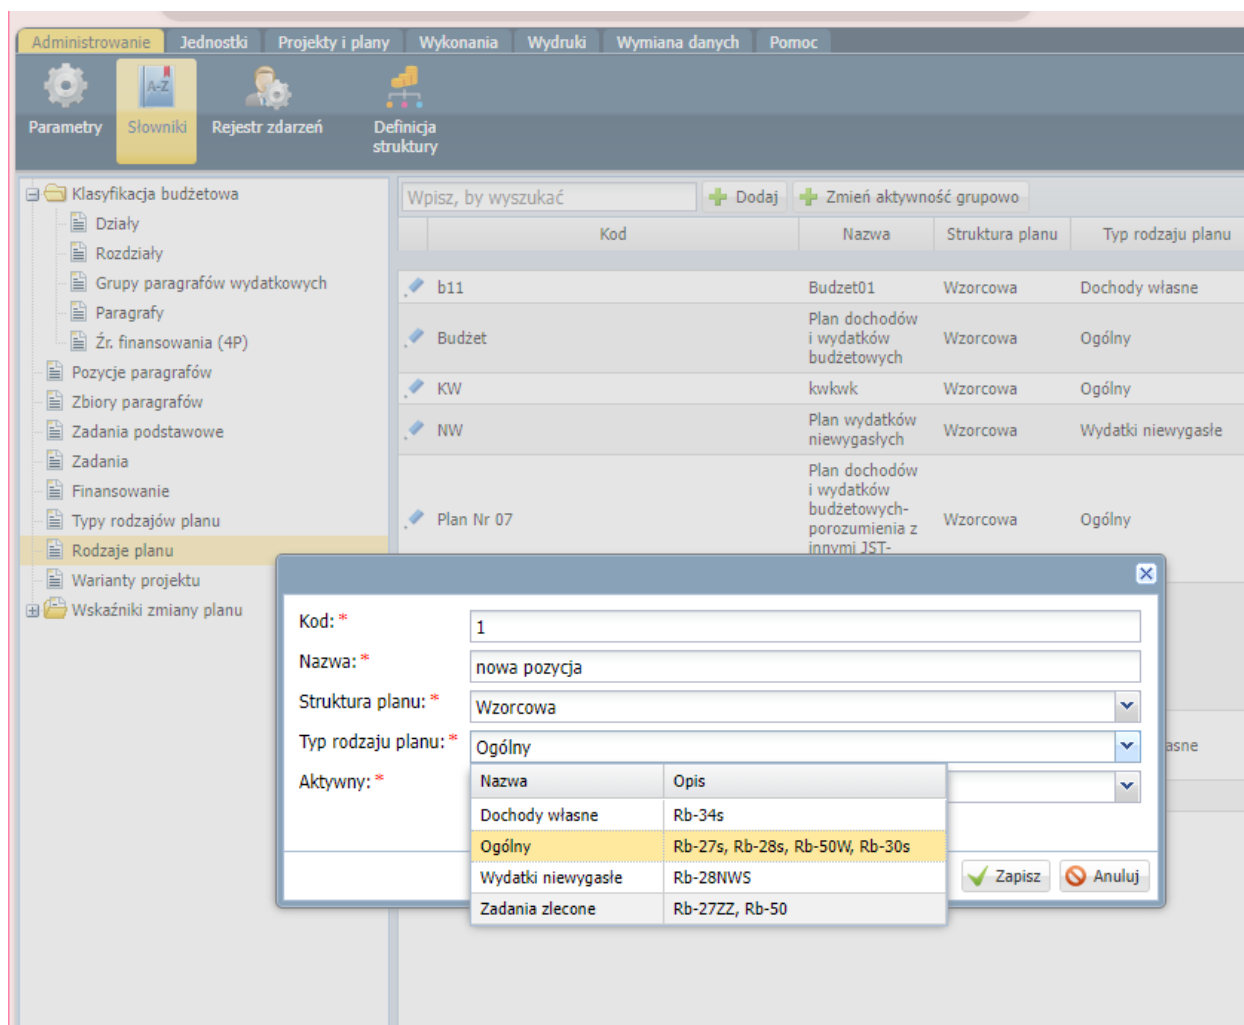 Administrowanie Jednostki Projekty i plany Wykonania Wydruki Wymiana danych Pomoc
A-Z
Parametry Słowniki Rejestr zdarzeń Definicja
struktury
Klasyfikacja budżetowa
Działy
Rozdziały
Grupy paragrafów wydatkowych
Paragrafy
Źr. finansowania (4P)
Pozycje paragrafów
Zbiory paragrafów
Zadania podstawowe
Zadania
Finansowanie
Typy rodzajów planu
Rodzaje planu
Warianty projektu
Wskaźniki zmiany planu
Wpisz, by wyszukać Dodaj Zmień aktywność grupowo
Kod Nazwa Struktura planu Typ rodzaju planu
b11 Budzet01 Wzorcowa Dochody własne
Plan dochodów
Budżet i wydatków Wzorcowa Ogólny
budżetowych
KW kwkwk Wzorcowa Ogólny
Plan wydatków
NW niewygasłych Wzorcowa Wydatki niewygasłe
Plan dochodów
i wydatków
budżetowych-
Plan Nr 07 porozumienia z Wzorcowa Ogólny
innymi JST-
asne
Kod: * 1
Nazwa: * nowa pozycja
Struktura planu: * Wzorcowa
Typ rodzaju planu: * Ogólny
Aktywny: *
Nazwa Opis
Dochody własne Rb-34s
Ogólny Rb-27s, Rb-28s, Rb-50W, Rb-30s
Wydatki niewygasłe Rb-28NWS
Zadania zlecone Rb-27ZZ, Rb-50
Zapisz Anuluj